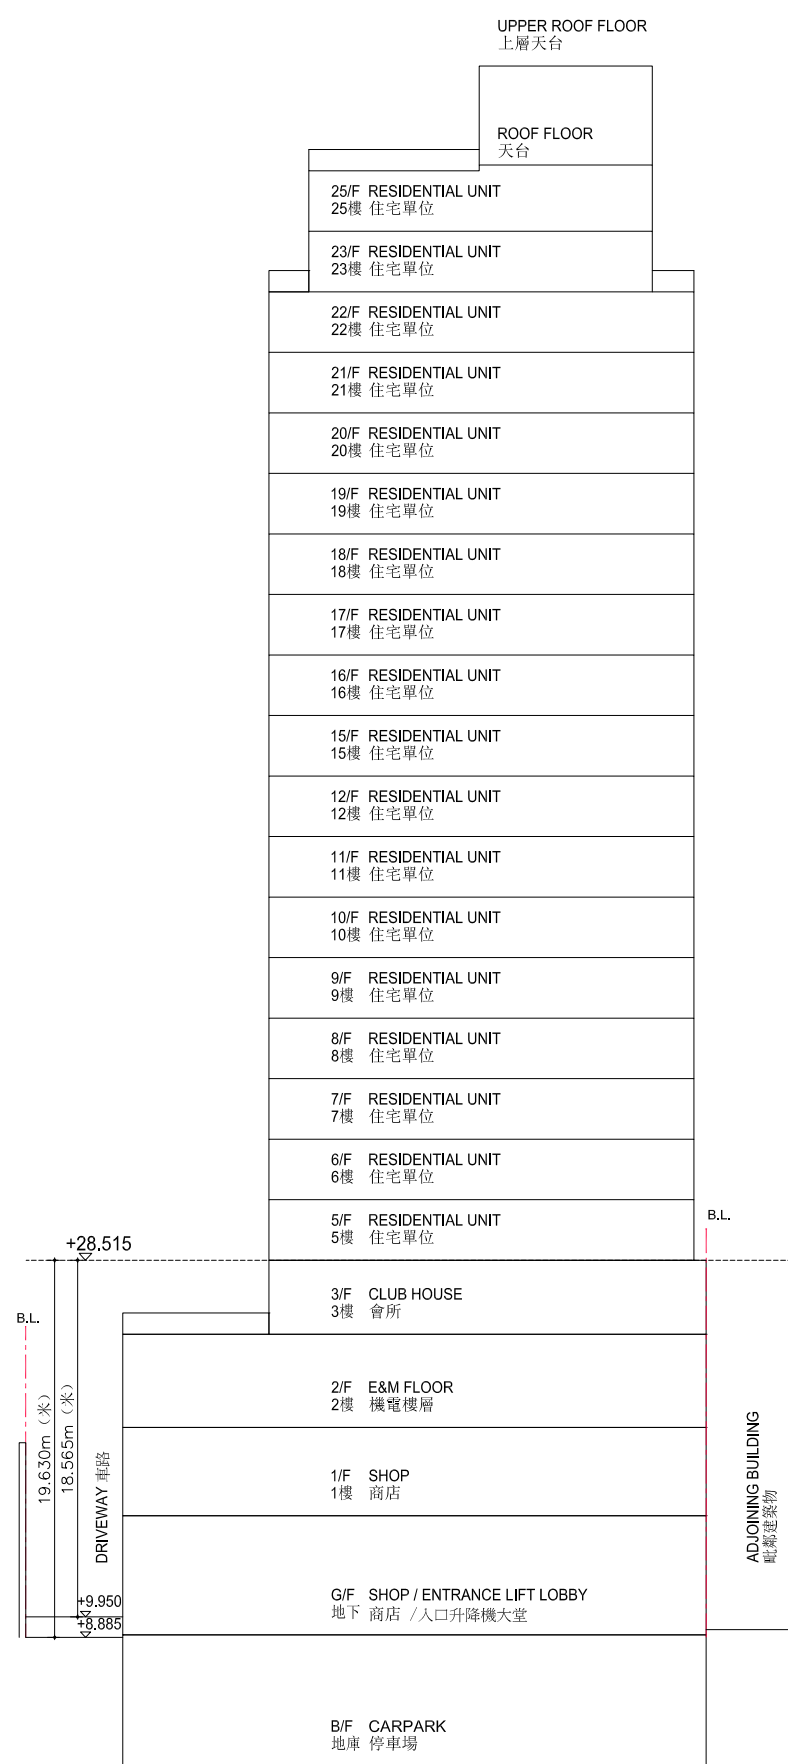 UPPER ROOF FLOOR
上層天台
ROOF FLOOR
天台
25/F RESIDENTIAL UNIT
25樓 住宅單位
23/F RESIDENTIAL UNIT
23樓 住宅單位
22/F RESIDENTIAL UNIT
22樓 住宅單位
21/F RESIDENTIAL UNIT
21樓 住宅單位
20/F RESIDENTIAL UNIT
20樓 住宅單位
19/F RESIDENTIAL UNIT
19樓 住宅單位
18/F RESIDENTIAL UNIT
18樓 住宅單位
17/F RESIDENTIAL UNIT
17樓 住宅單位
16/F RESIDENTIAL UNIT
16樓 住宅單位
15/F RESIDENTIAL UNIT
15樓 住宅單位
12/F RESIDENTIAL UNIT
12樓 住宅單位
11/F RESIDENTIAL UNIT
11樓 住宅單位
10/F RESIDENTIAL UNIT
10樓 住宅單位
9/F RESIDENTIAL UNIT
9樓 住宅單位
8/F RESIDENTIAL UNIT
8樓 住宅單位
7/F RESIDENTIAL UNIT
7樓 住宅單位
6/F RESIDENTIAL UNIT
6樓 住宅單位
5/F RESIDENTIAL UNIT
5樓 住宅單位
B.L.
+28.515
3/F CLUB HOUSE
3樓 會所
B.L.
2/F E&M FLOOR
2樓 機電樓層
19.630m (米)
18.565m (米)
1/F SHOP
1樓 商店
DRIVEWAY 車路
ADJOINING BUILDING
毗鄰建築物
G/F SHOP / ENTRANCE LIFT LOBBY
地下 商店 /入口升降機大堂
+9.950
+8.885
B/F CARPARK
地庫 停車場